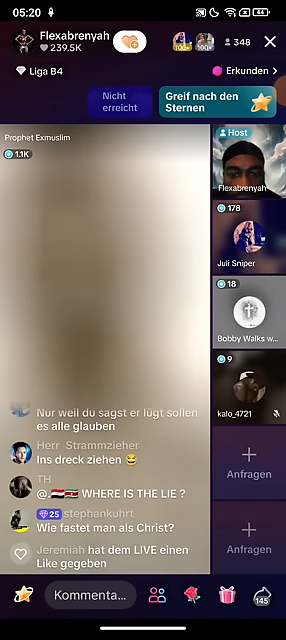 05:20
44
Flexabrenyah
239.5K
100+
100+
348
Liga B4
Erkunden
Nicht
erreicht
Greif nach den
Sternen
Prophet Exmuslim
1.1K
Host
Flexabrenyah
178
Juli Sniper
18
Bobby Walks w...
9
kalo_4721
Anfragen
Anfragen
Nur weil du sagst er lügt sollen
es alle glauben
Herr Strammzieher
Ins dreck ziehen 😂
TH
@.🇾🇪🇰🇪 WHERE IS THE LIE ?
25 stephankuhrt
Wie fastet man als Christ?
Jeremiah hat dem LIVE einen
Like gegeben
Kommenta...
145